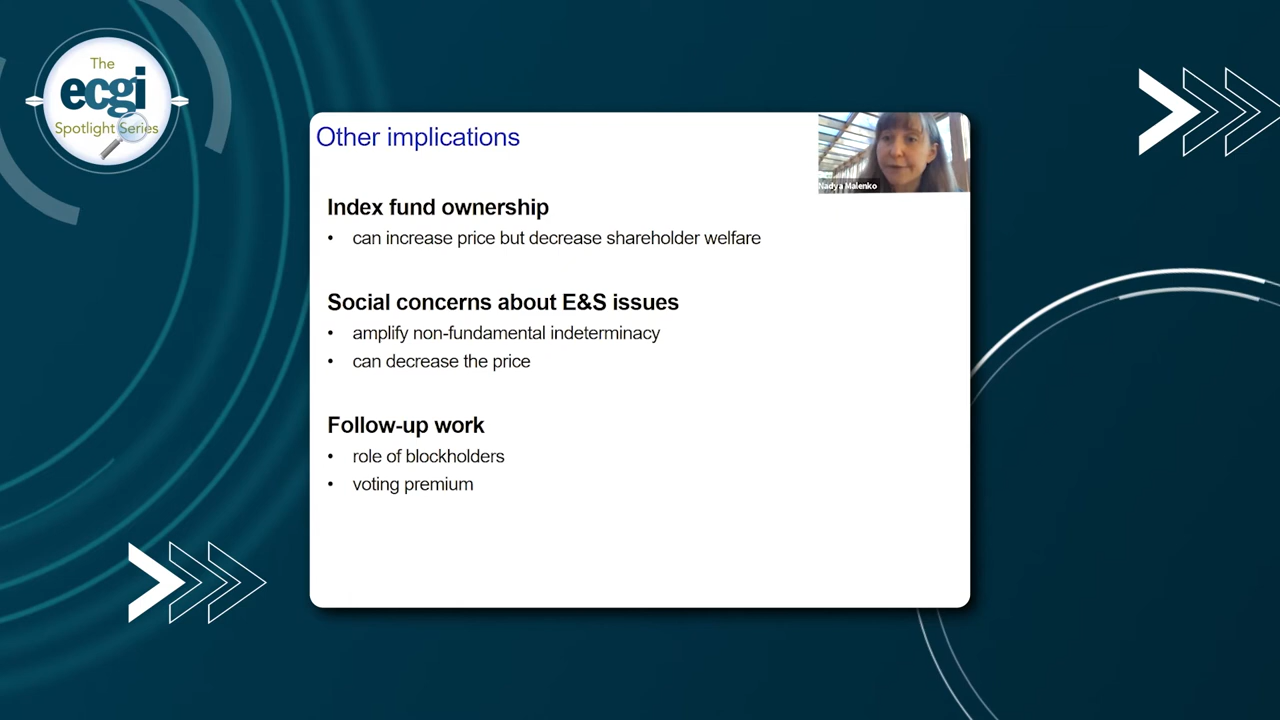 The
ecgi
Spotlight Series
Other implications
Nadya Malenko
Index fund ownership
• can increase price but decrease shareholder welfare
Social concerns about E&S issues
• amplify non-fundamental indeterminacy
• can decrease the price
Follow-up work
• role of blockholders
• voting premium